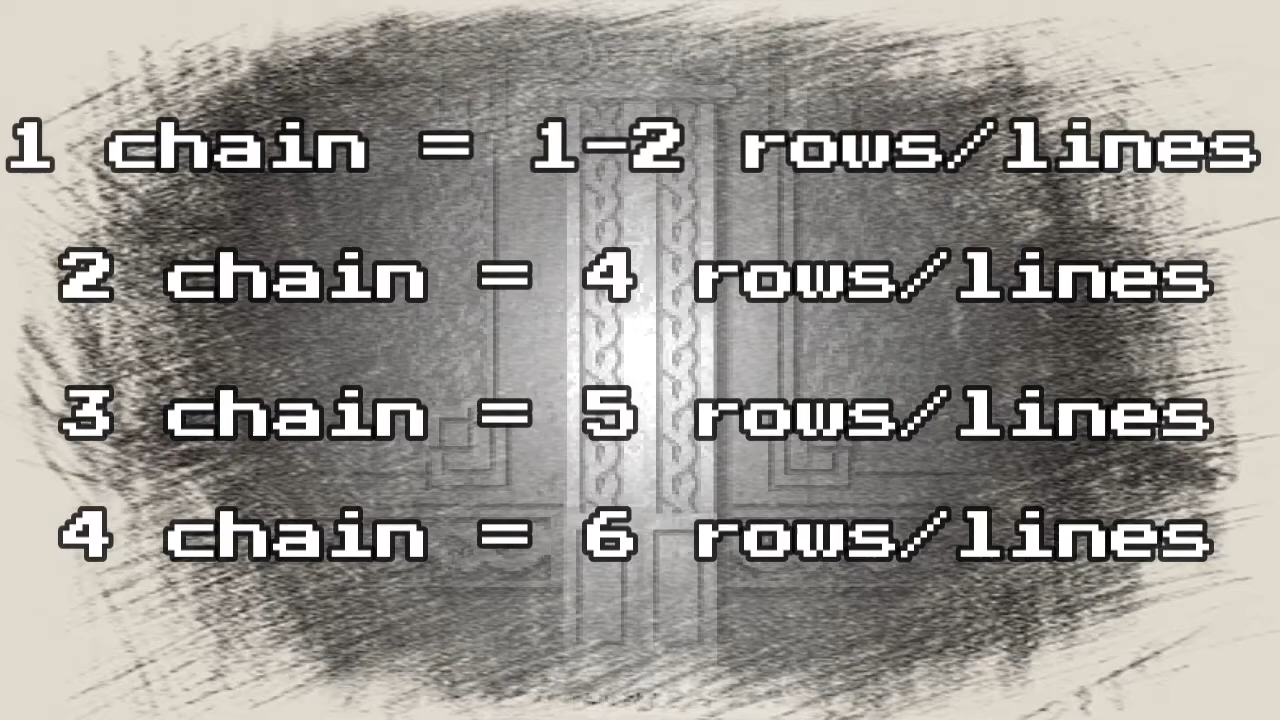 1 chain = 1-2 rows/lines
2 chain = 4 rows/lines
3 chain = 5 rows/lines
4 chain = 6 rows/lines